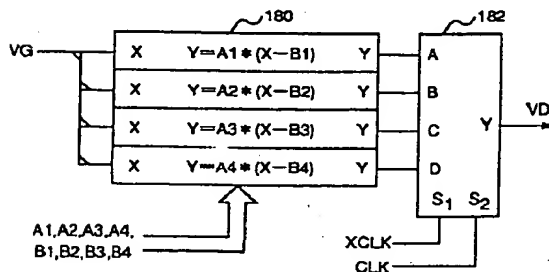 180
182
VG
X Y=A1*(X-B1) Y
A
X Y=A2*(X-B2) Y
B
X Y=A3*(X-B3) Y
C
X Y=A4*(X-B4) Y
D
Y
VD
S1 S2
A1,A2,A3,A4,
B1,B2,B3,B4
XCLK
CLK